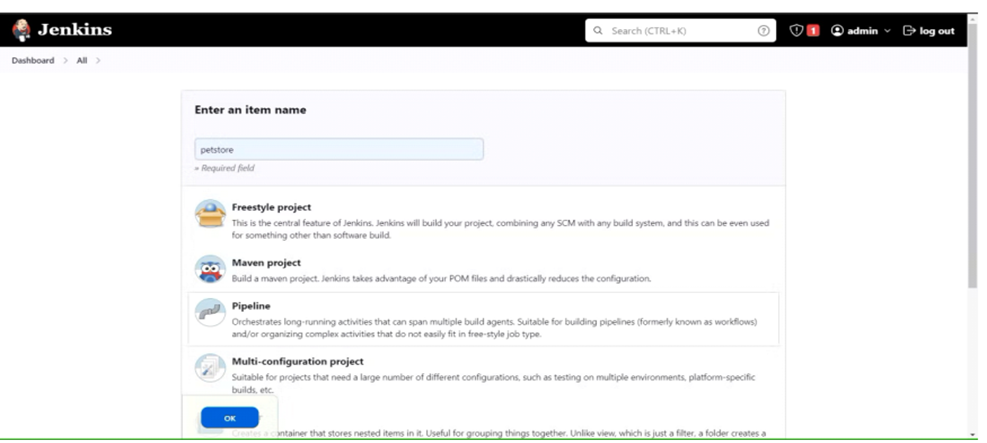 Jenkins
Search (CTRL+K)
1
admin
log out
Dashboard > All >
Enter an item name
petstore
» Required field
Freestyle project
This is the central feature of Jenkins. Jenkins will build your project, combining any SCM with any build system, and this can be even used
for something other than software build.
Maven project
Build a maven project. Jenkins takes advantage of your POM files and drastically reduces the configuration.
Pipeline
Orchestrates long-running activities that can span multiple build agents. Suitable for building pipelines (formerly known as workflows)
and/or organizing complex activities that do not easily fit in free-style job type.
Multi-configuration project
Suitable for projects that need a large number of different configurations, such as testing on multiple environments, platform-specific
builds, etc.
OK
Creates a container that stores nested items in it. Useful for grouping things together. Unlike view, which is just a filter, a folder creates a